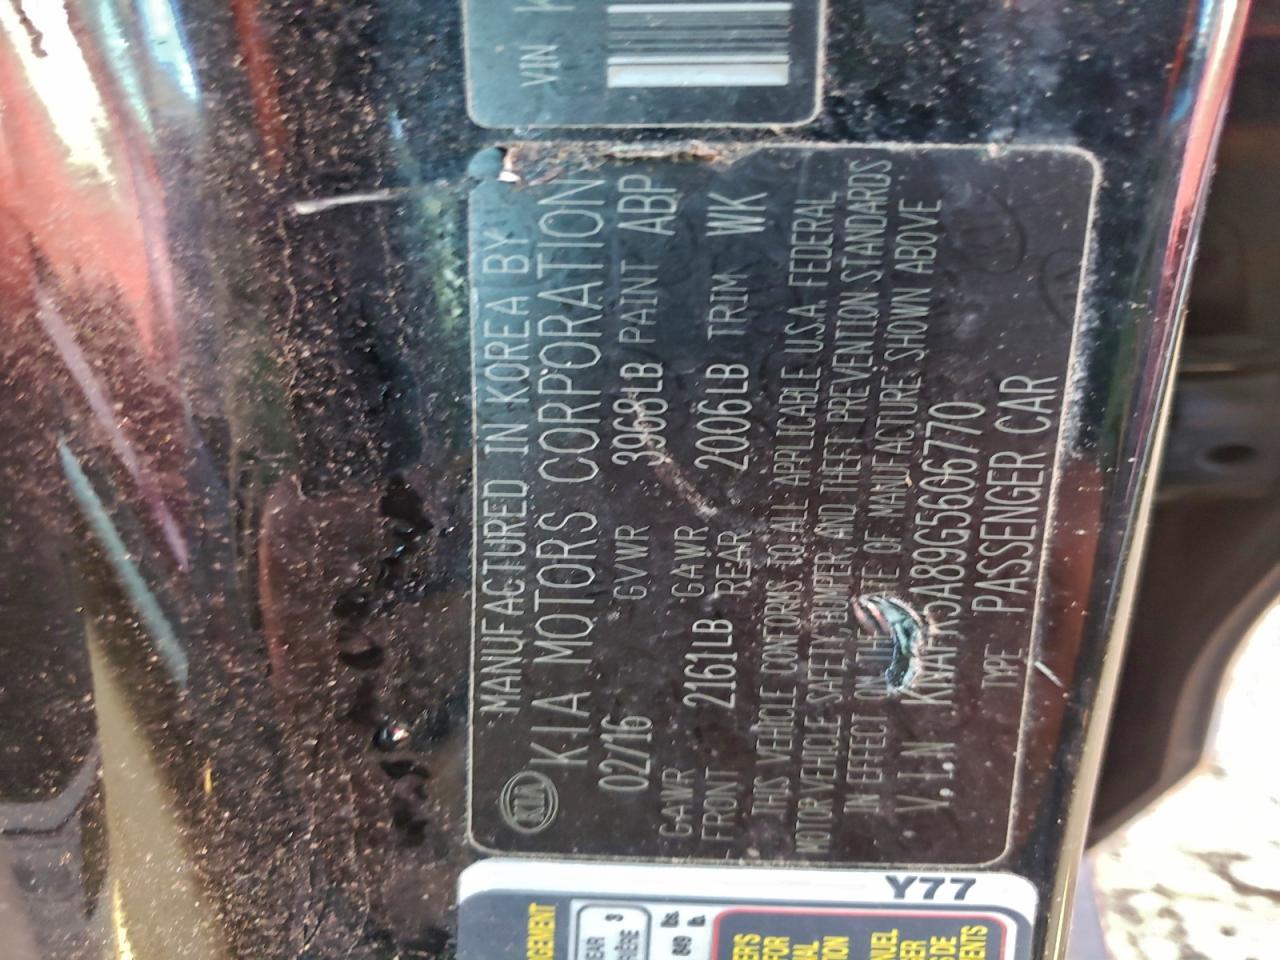 VIN K
MANUFACTURED IN KOREA BY
KIA KIA MOTORS CORPORATION
02/16 GVWR 3968LB PAINT ABP
GAWR FRONT 2161LB GAWR REAR 2006LB TRIM WK
THIS VEHICLE CONFORMS TO ALL APPLICABLE U.S.A. FEDERAL
MOTOR VEHICLE SAFETY, BUMPER, AND THEFT PREVENTION STANDARDS
IN EFFECT ON THE OF MANUFACTURE SHOWN ABOVE
V.I.N 5A89G5606770
TYPE PASSENGER CAR
Y77